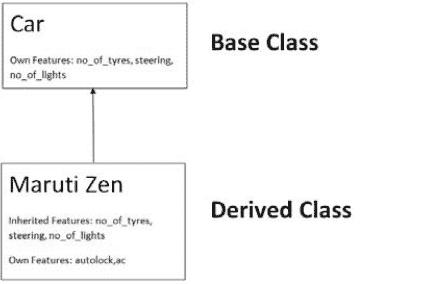 Car
Base Class
Own Features: no_of_tyres, steering,
no_of_lights
Maruti Zen
Derived Class
Inherited Features: no_of_tyres,
steering, no_of_lights
Own Features: autolock,ac